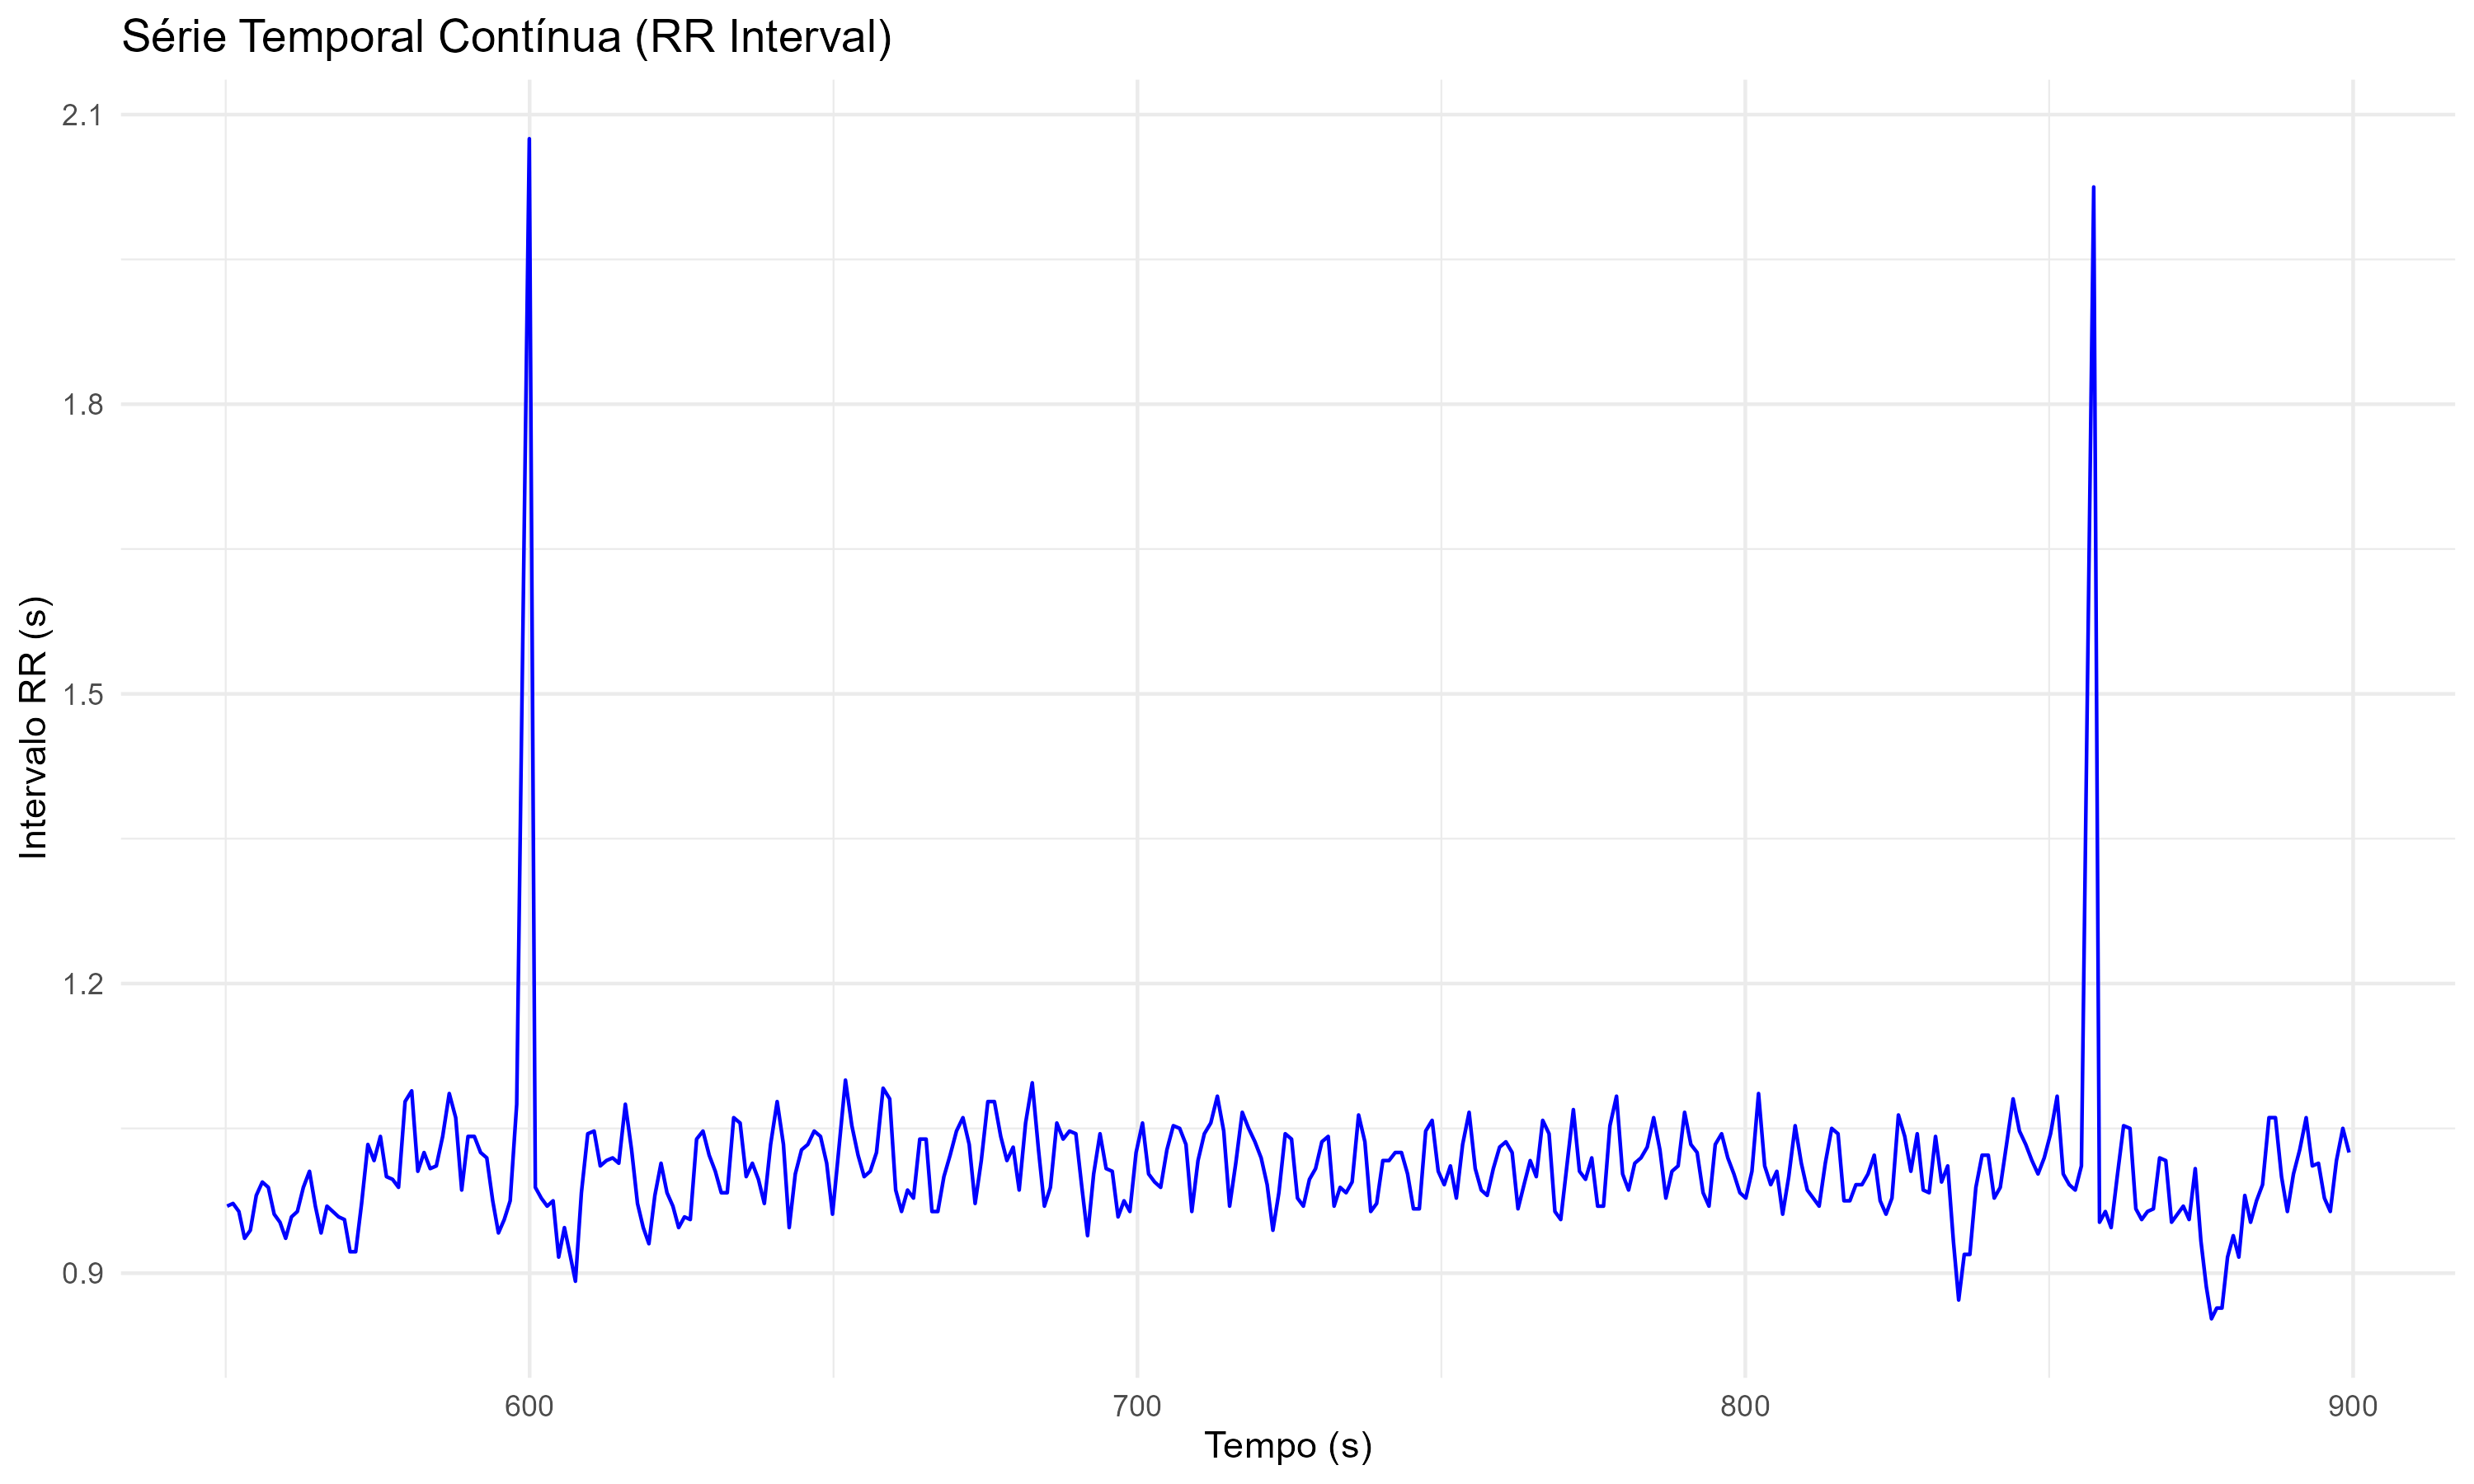 Série Temporal Contínua (RR Interval)
2.1
1.8
1.5
1.2
0.9
Intervalo RR (s)
600 700 800 900
Tempo (s)